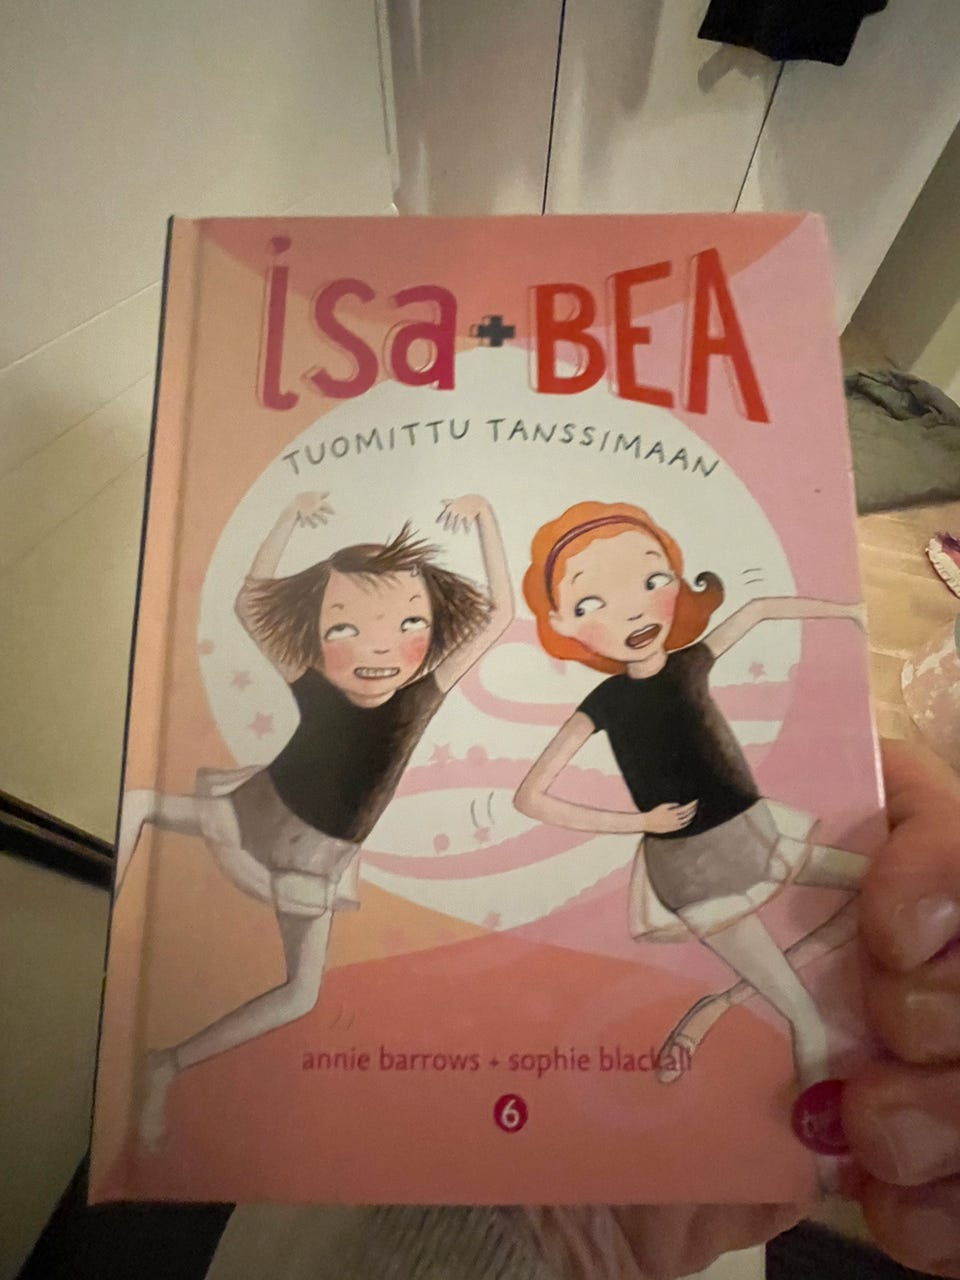 isa + BEA
TUOMITTU TANSSIMAAN
annie barrows + sophie blackall
6